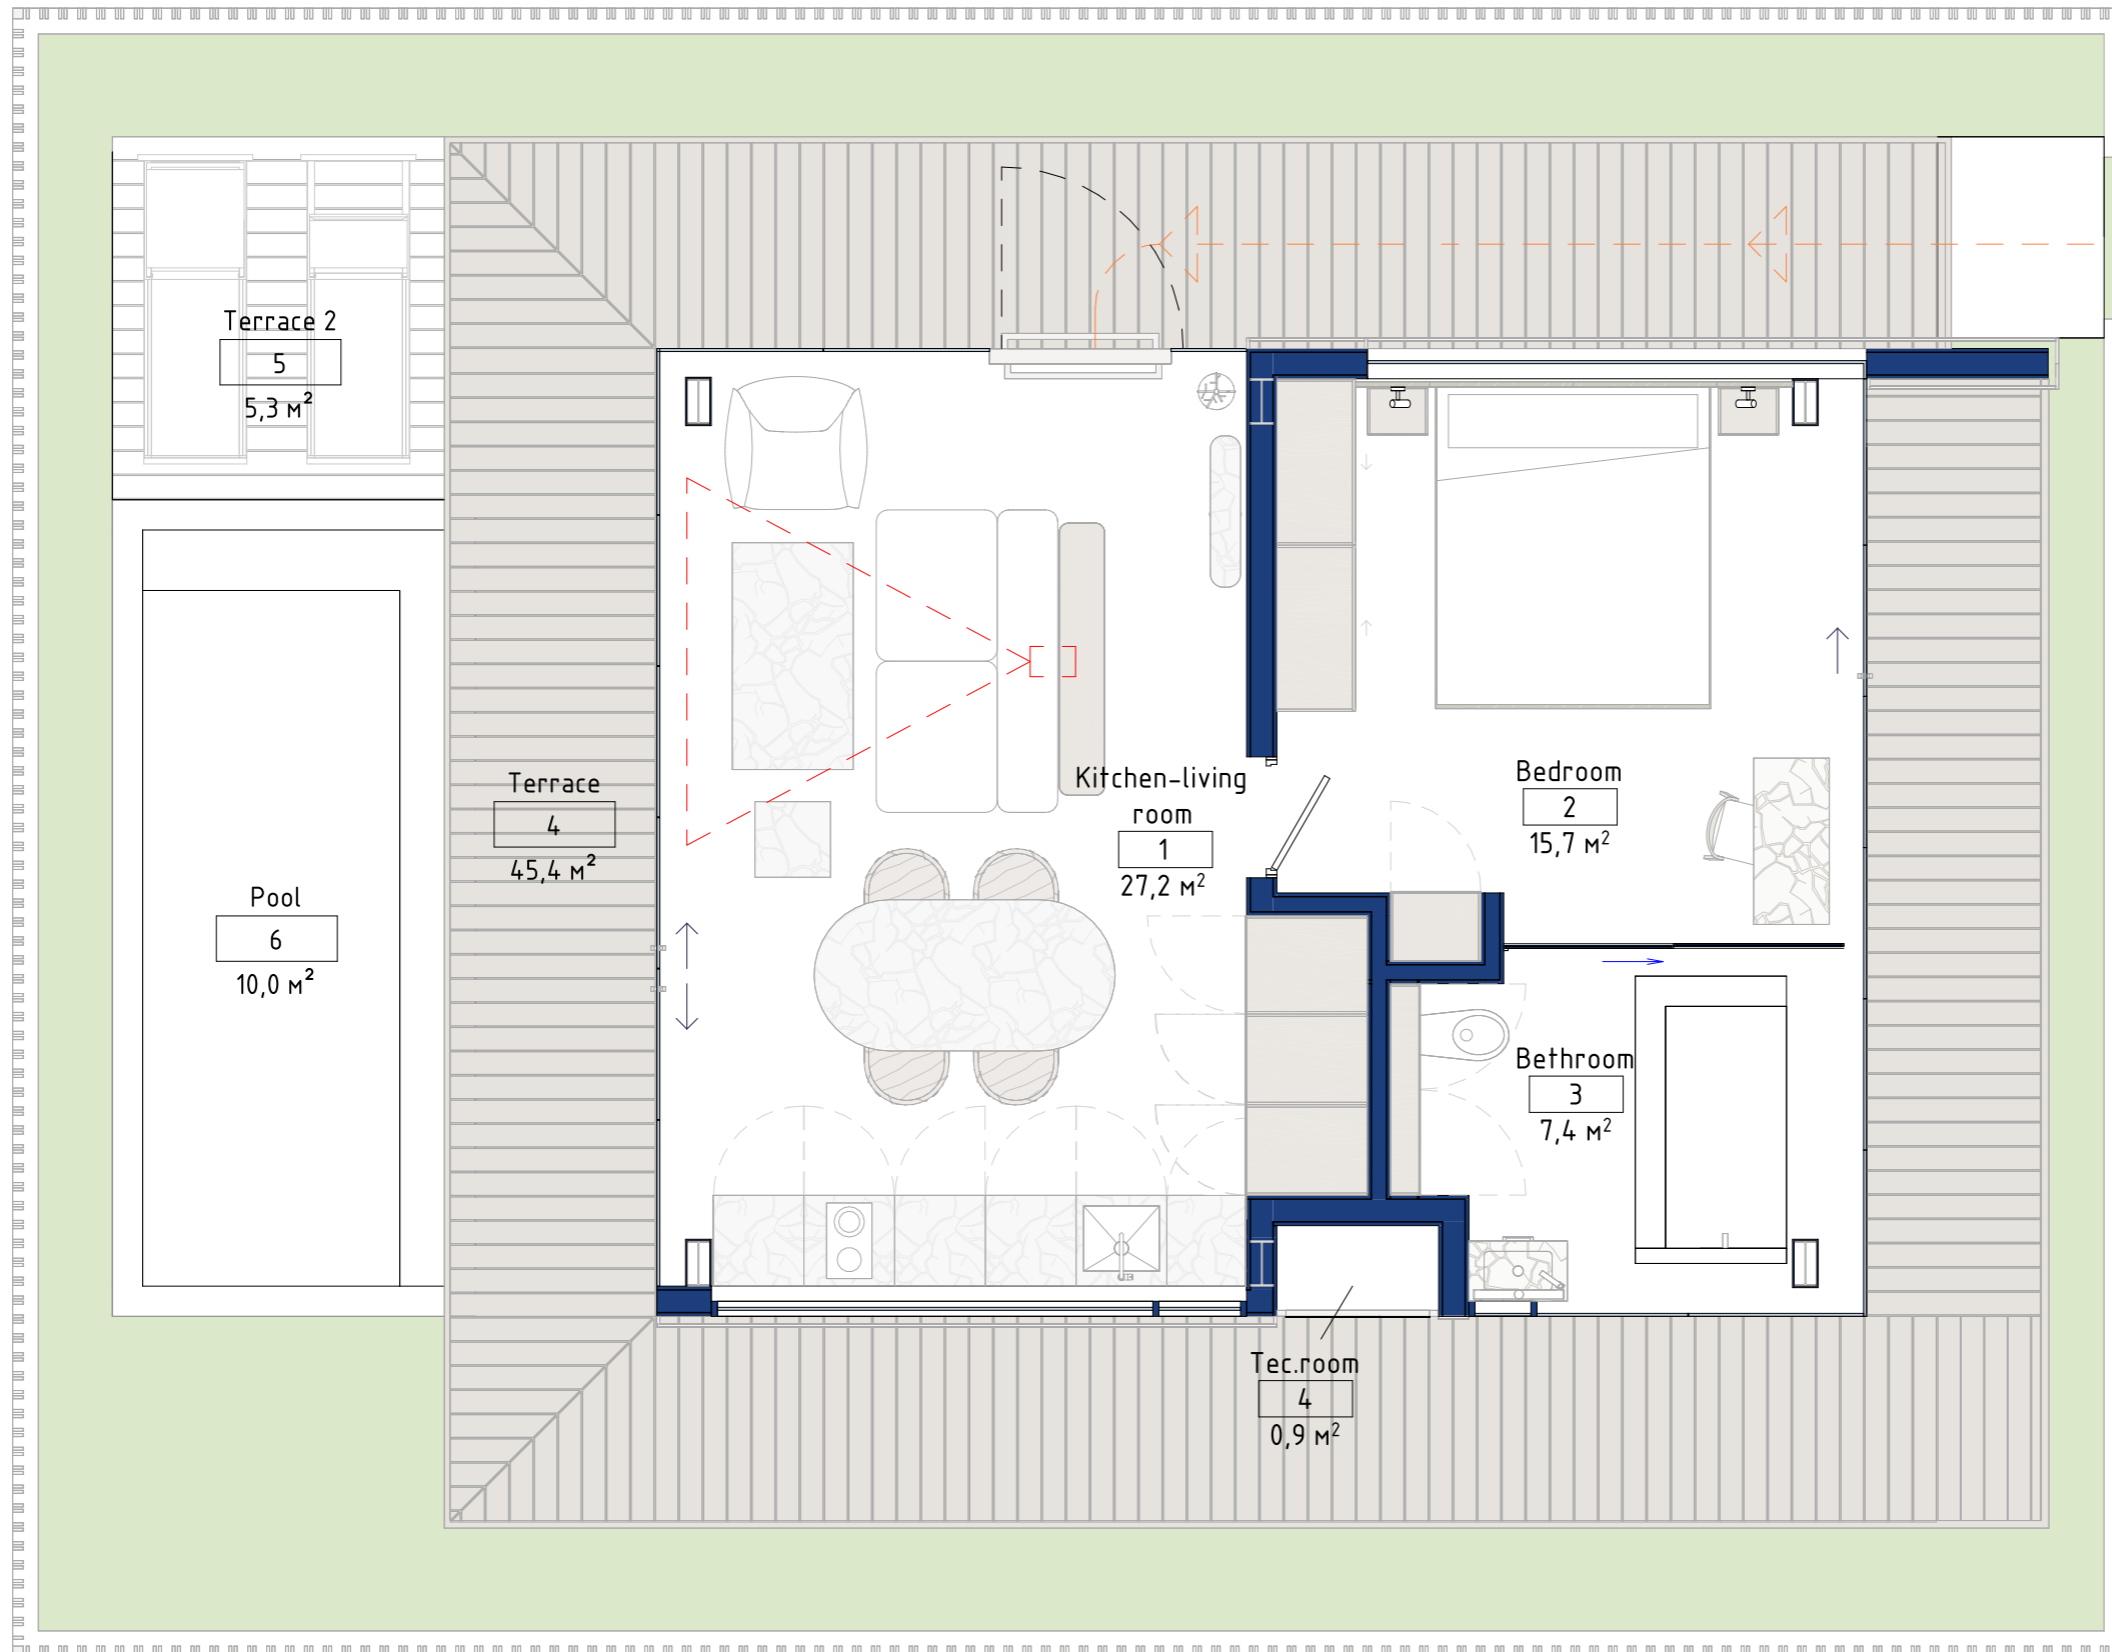 Terrace 2
5
5,3 м²
Terrace
4
45,4 м²
Pool
6
10,0 м²
Kitchen-living
room
1
27,2 м²
Bedroom
2
15,7 м²
Bethroom
3
7,4 м²
Tec.room
4
0,9 м²